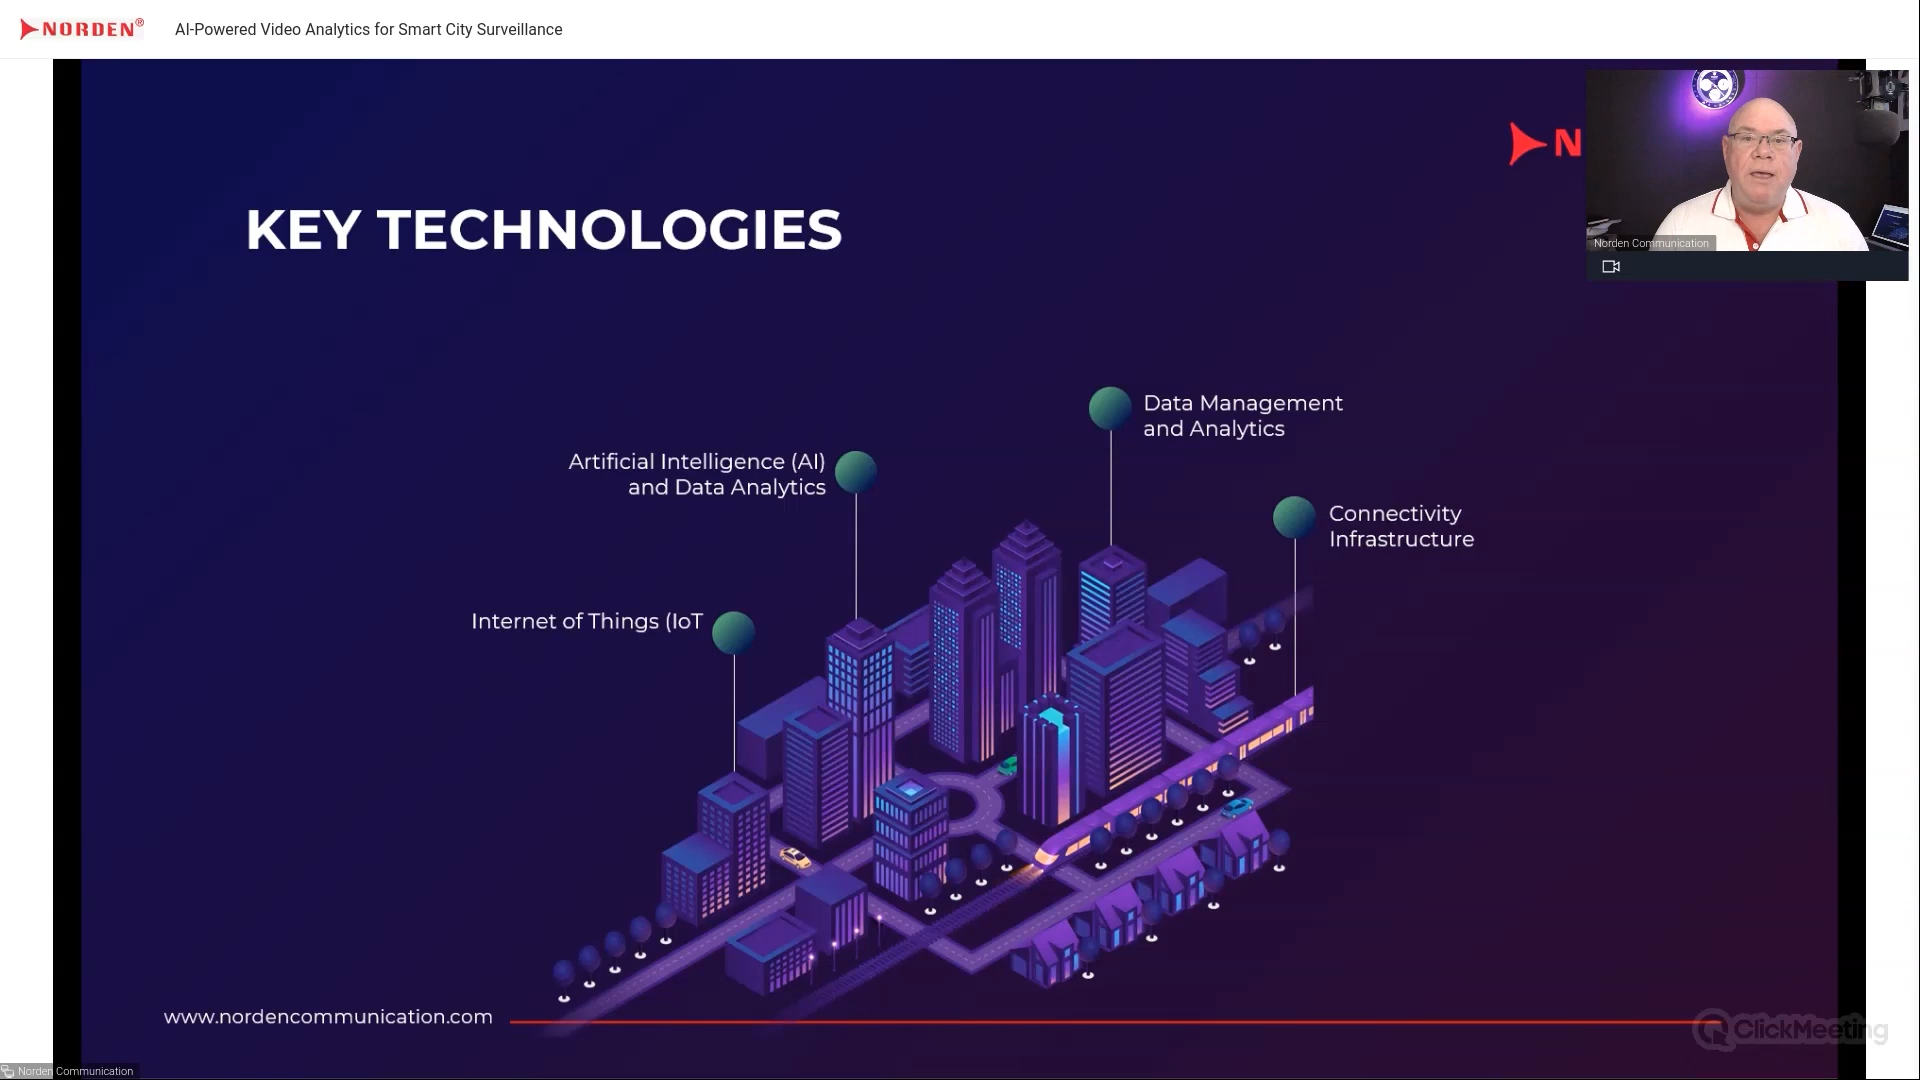 NORDEN®
AI-Powered Video Analytics for Smart City Surveillance
N
Norden Communication
KEY TECHNOLOGIES
Data Management
and Analytics
Artificial Intelligence (AI)
and Data Analytics
Connectivity
Infrastructure
Internet of Things (IoT
www.nordencommunication.com
ClickMeeting
Norden Communication